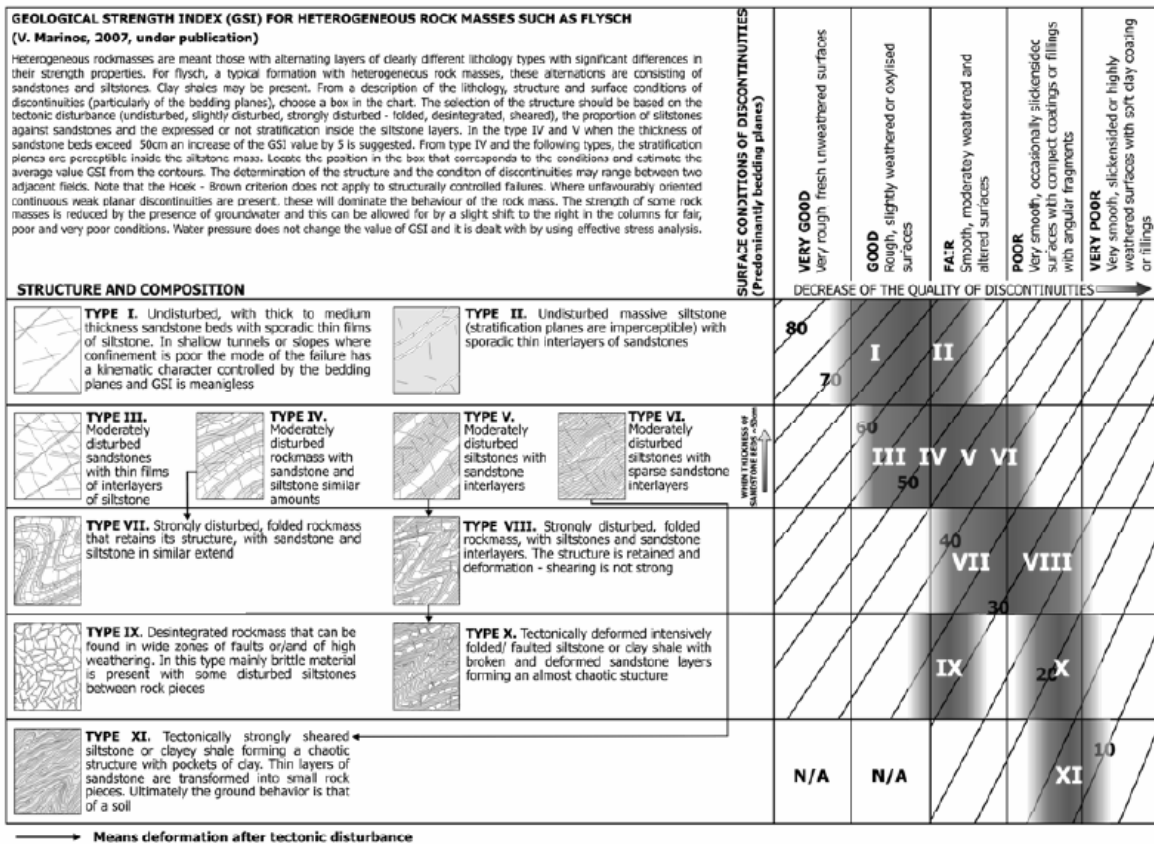 GEOLOGICAL STRENGTH INDEX (GSI) FOR HETEROGENEOUS ROCK MASSES SUCH AS FLYSCH
(V. Marinos, 2007, under publication)
Heterogeneous rockmasses are meant those with alternating layers of clearly different lithology types with significant differences in
their strength properties. For flysch, a typical formation with heterogeneous rock masses, these alternations are consisting of
sandstones and siltstones. Clay shales may be present. From a description of the lithology, structure and surface conditions of
discontinuities (particularly of the bedding planes), choose a box in the chart. The selection of the structure should be based on the
tectonic disturbance (undisturbed, slightly disturbed, strongly disturbed - folded, desintegrated, sheared), the proportion of siltstones
against sandstones and the expressed or not stratification inside the siltstone layers. In the type IV and V when the thickness of
sandstone beds exceed 50cm an increase of the GSI value by 5 is suggested. From type IV and the following types, the stratification
planes are perceptible inside the siltstone mass. Locate the position in the box that corresponds to the conditions and estimate the
average value GSI from the contours. The determination of the structure and the conditon of discontinuities may range between two
adjacent fields. Note that the Hoek - Brown criterion does not apply to structurally controlled failures. Where unfavourably oriented
continuous weak planar discontinuities are present, these will dominate the behaviour of the rock mass. The strength of some rock
masses is reduced by the presence of groundwater and this can be allowed for by a slight shift to the right in the columns for fair,
poor and very poor conditions. Water pressure does not change the value of GSI and it is dealt with by using effective stress analysis.
STRUCTURE AND COMPOSITION
SURFACE CONDITIONS OF DISCONTINUITIES
(Predominantly bedding planes)
VERY GOOD
Very rough, fresh unweathered surfaces
GOOD
Rough, slightly weathered or oxylised
surfaces
FAIR
Smooth, moderately weathered and
altered surfaces
POOR
Very smooth, occasionally slickensided
surfaces with compact coatings or fillings
with angular fragments
VERY POOR
Very smooth, slickensided or highly
weathered surfaces with soft clay coating
or fillings
DECREASE OF THE QUALITY OF DISCONTINUITIES
TYPE I. Undisturbed, with thick to medium
thickness sandstone beds with sporadic thin films
of siltstone. In shallow tunnels or slopes where
confinement is poor the mode of the failure has
a kinematic character controlled by the bedding
planes and GSI is meanigless
TYPE II. Undisturbed massive siltstone
(stratification planes are imperceptible) with
sporadic thin interlayers of sandstones
80
70
I
II
TYPE III.
Moderately
disturbed
sandstones
with thin films
of interlayers
of siltstone
TYPE IV.
Moderately
disturbed
rockmass with
sandstone and
siltstone similar
amounts
TYPE V.
Moderately
disturbed
siltstones with
sandstone
interlayers
TYPE VI.
Moderately
disturbed
siltstones with
sparse sandstone
interlayers
WHEN THICKNESS OF
SANDSTONE BEDS >50cm
60
III IV V VI
50
TYPE VII. Strongly disturbed, folded rockmass
that retains its structure, with sandstone and
siltstone in similar extend
TYPE VIII. Strongly disturbed, folded
rockmass, with siltstones and sandstone
interlayers. The structure is retained and
deformation - shearing is not strong
40
VII
VIII
30
TYPE IX. Desintegrated rockmass that can be
found in wide zones of faults or/and of high
weathering. In this type mainly brittle material
is present with some disturbed siltstones
between rock pieces
TYPE X. Tectonically deformed intensively
folded/ faulted siltstone or clay shale with
broken and deformed sandstone layers
forming an almost chaotic stucture
IX
20
X
TYPE XI. Tectonically strongly sheared
siltstone or clayey shale forming a chaotic
structure with pockets of clay. Thin layers of
sandstone are transformed into small rock
pieces. Ultimately the ground behavior is that
of a soil
N/A
N/A
XI
10
Means deformation after tectonic disturbance